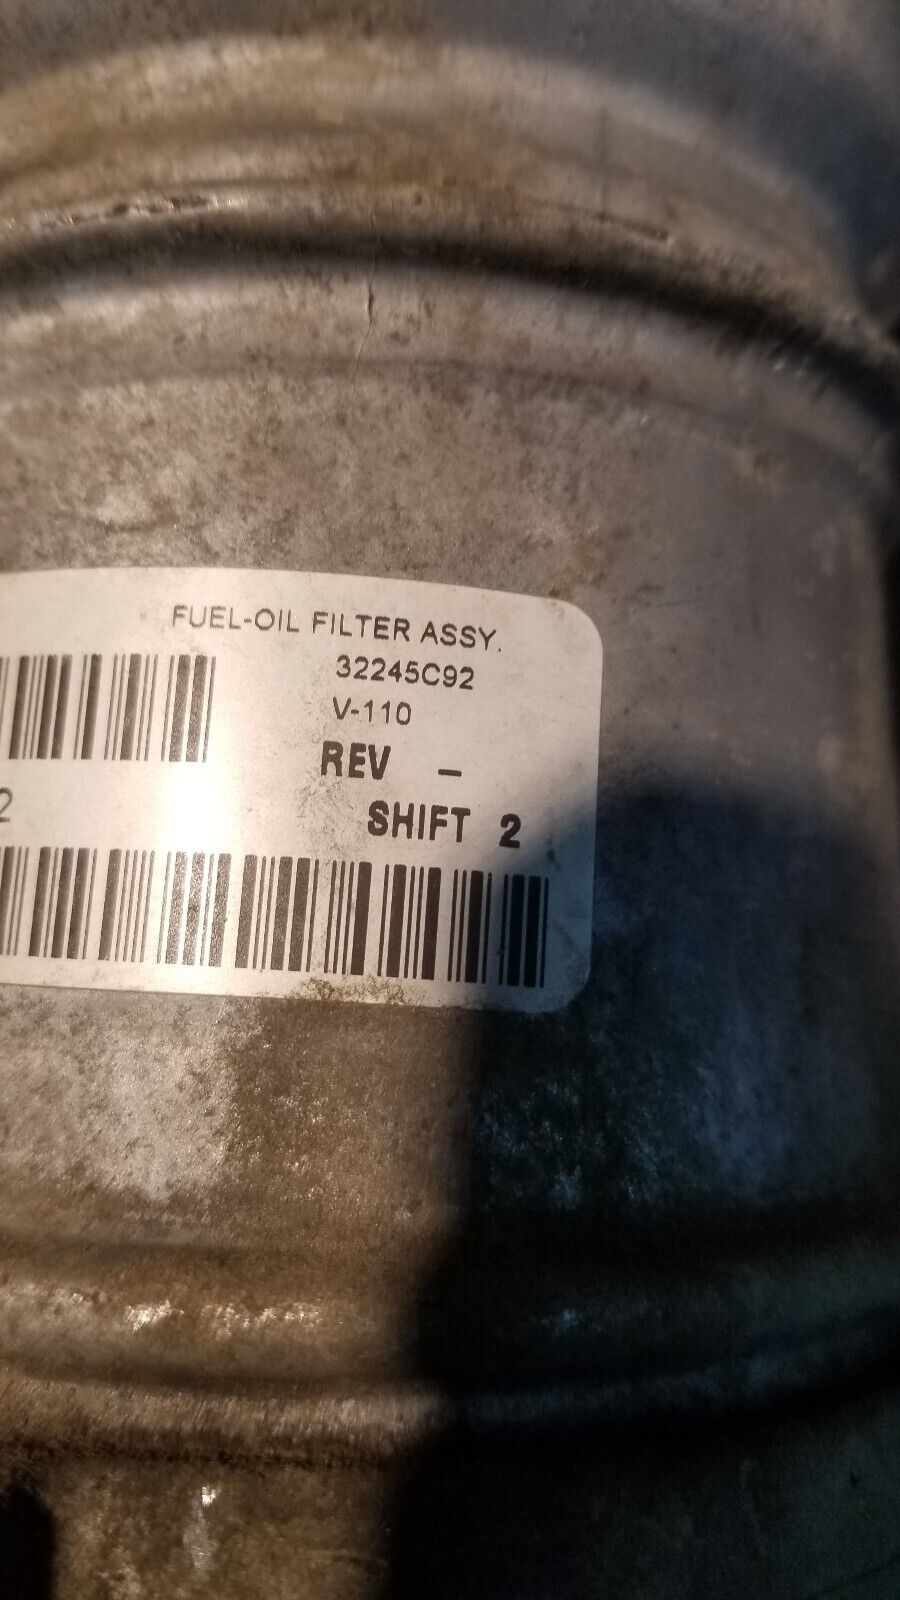 FUEL-OIL FILTER ASSY.
32245C92
V-110
REV -
2
SHIFT 2